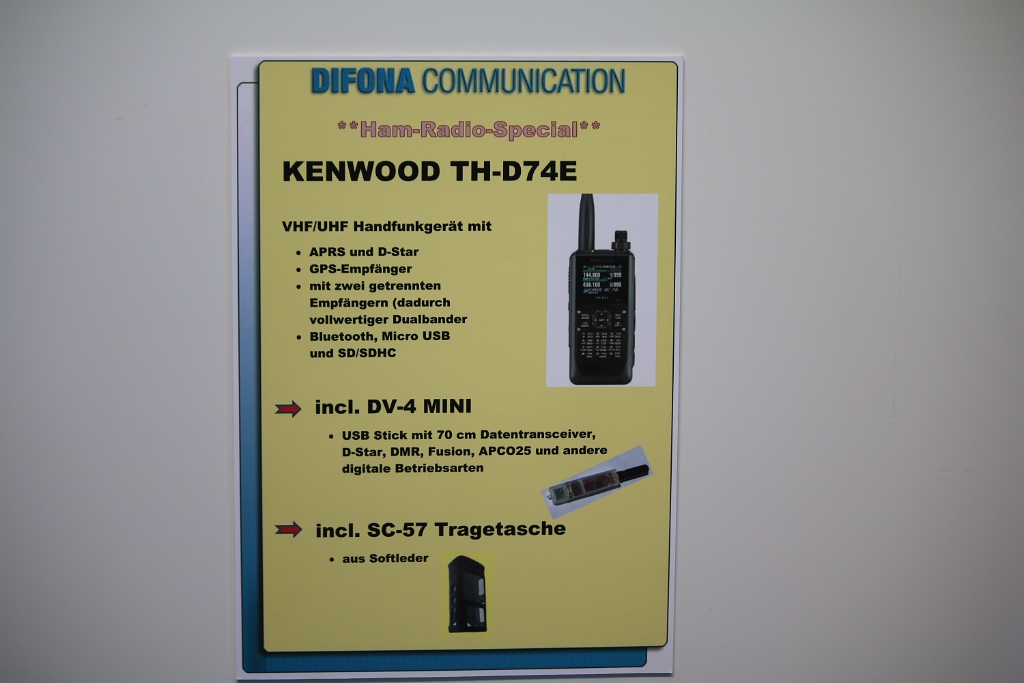 DIFONA COMMUNICATION
**Ham-Radio-Special**
KENWOOD TH-D74E
VHF/UHF Handfunkgerät mit
• APRS und D-Star
• GPS-Empfänger
• mit zwei getrennten
Empfängern (dadurch
vollwertiger Dualbander
• Bluetooth, Micro USB
und SD/SDHC
incl. DV-4 MINI
• USB Stick mit 70 cm Datentransceiver,
D-Star, DMR, Fusion, APCO25 und andere
digitale Betriebsarten
incl. SC-57 Tragetasche
• aus Softleder